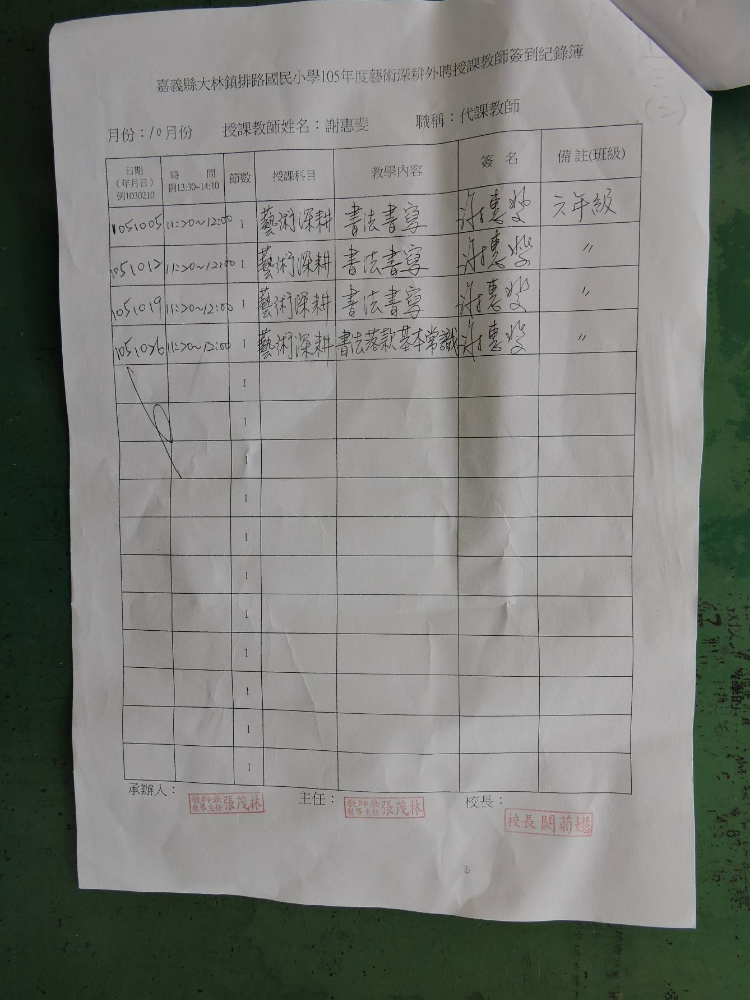 嘉義縣大林鎮排路國民小學105年度藝術深耕外聘授課教師簽到紀錄簿
月份：10月份 授課教師姓名：謝惠斐 職稱：代課教師
日期（年月日）例1030210 時 間 例13:30~14:10 節數 授課科目 教學內容 簽 名 備 註(班級)
1051005 11:20~12:00 1 藝術深耕 書法書寫 謝惠斐 六年級
1051012 11:20~12:00 1 藝術深耕 書法書寫 謝惠斐 〃
1051019 11:20~12:00 1 藝術深耕 書法書寫 謝惠斐 〃
1051026 11:20~12:00 1 藝術深耕 書法落款基本常識 謝惠斐 〃
1
1
1
1
1
1
1
1
1
1
1
承辦人： 教師兼教導主任張茂林 主任： 教師兼教導主任張茂林 校長： 校長闕菊嬨